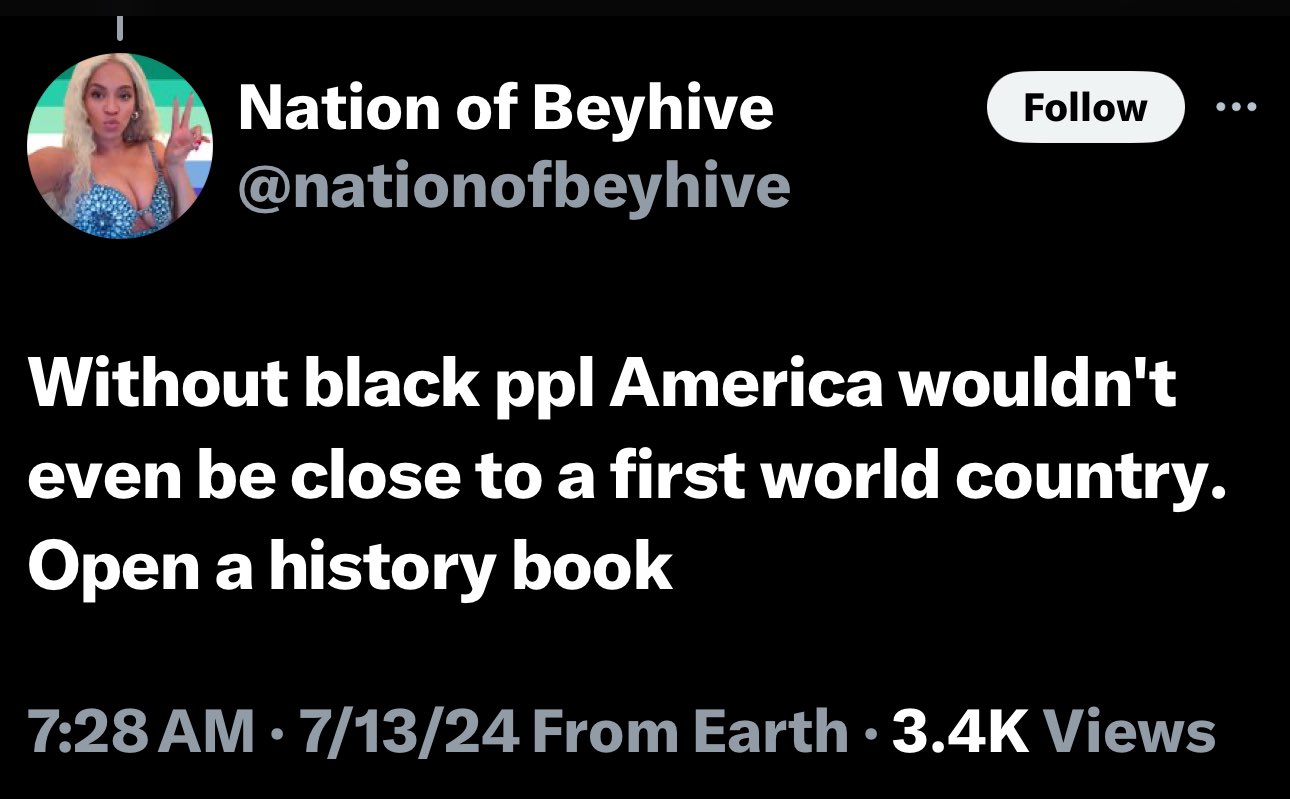 Nation of Beyhive
Follow ...
@nationofbeyhive
Without black ppl America wouldn't
even be close to a first world country.
Open a history book
7:28 AM · 7/13/24 From Earth · 3.4K Views